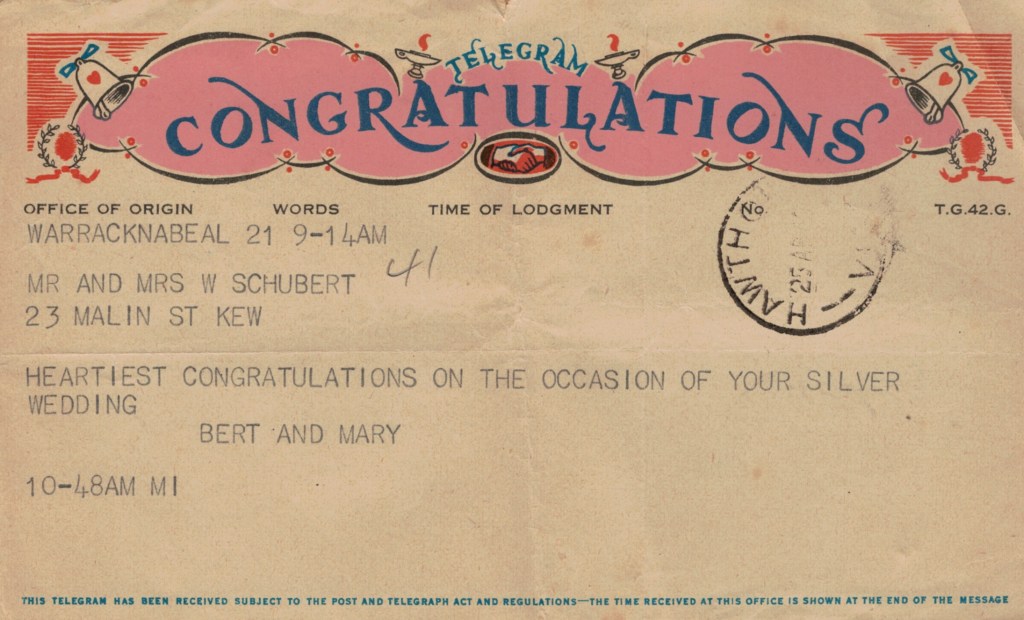 TELEGRAM
CONGRATULATIONS
OFFICE OF ORIGIN WORDS TIME OF LODGMENT T.G.42.G.
WARRACKNABEAL 21 9-14AM
41
MR AND MRS W SCHUBERT
23 MALIN ST KEW
HEARTIEST CONGRATULATIONS ON THE OCCASION OF YOUR SILVER
WEDDING
BERT AND MARY
10-48AM MI
THIS TELEGRAM HAS BEEN RECEIVED SUBJECT TO THE POST AND TELEGRAPH ACT AND REGULATIONS—THE TIME RECEIVED AT THIS OFFICE IS SHOWN AT THE END OF THE MESSAGE